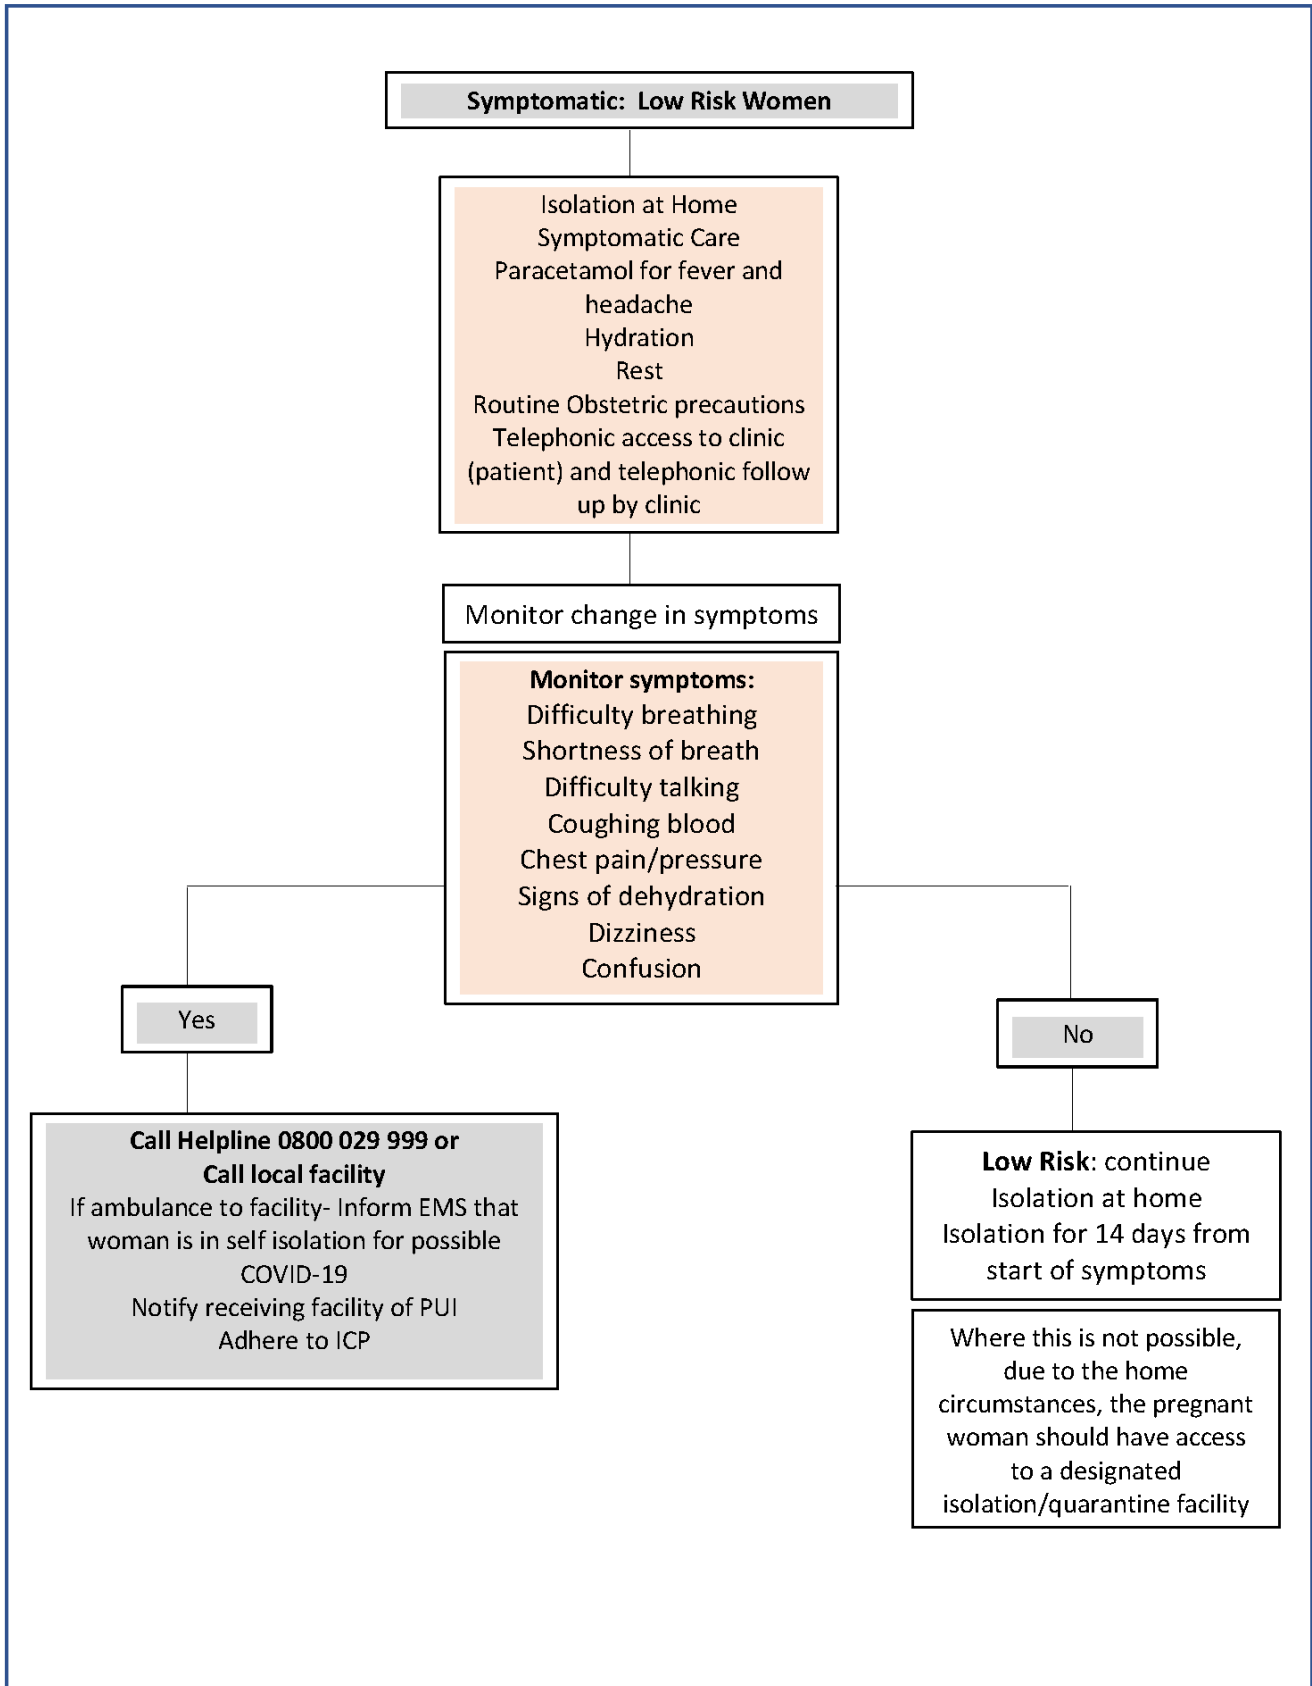 Symptomatic: Low Risk Women
Isolation at Home
Symptomatic Care
Paracetamol for fever and
headache
Hydration
Rest
Routine Obstetric precautions
Telephonic access to clinic
(patient) and telephonic follow
up by clinic
Monitor change in symptoms
Monitor symptoms:
Difficulty breathing
Shortness of breath
Difficulty talking
Coughing blood
Chest pain/pressure
Signs of dehydration
Dizziness
Confusion
Yes
No
Call Helpline 0800 029 999 or
Call local facility
If ambulance to facility- Inform EMS that
woman is in self isolation for possible
COVID-19
Notify receiving facility of PUI
Adhere to ICP
Low Risk: continue
Isolation at home
Isolation for 14 days from
start of symptoms
Where this is not possible,
due to the home
circumstances, the pregnant
woman should have access
to a designated
isolation/quarantine facility